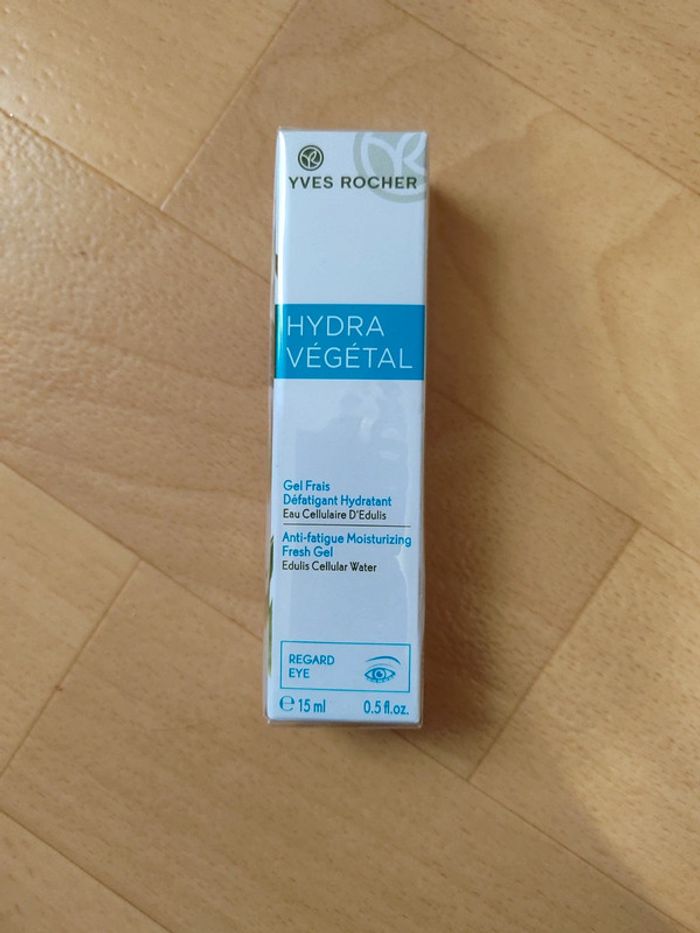 YVES ROCHER
HYDRA
VÉGÉTAL
Gel Frais
Défatigant Hydratant
Eau Cellulaire D'Edulis
Anti-fatigue Moisturizing
Fresh Gel
Edulis Cellular Water
REGARD
EYE
℮ 15 ml 0.5 fl.oz.